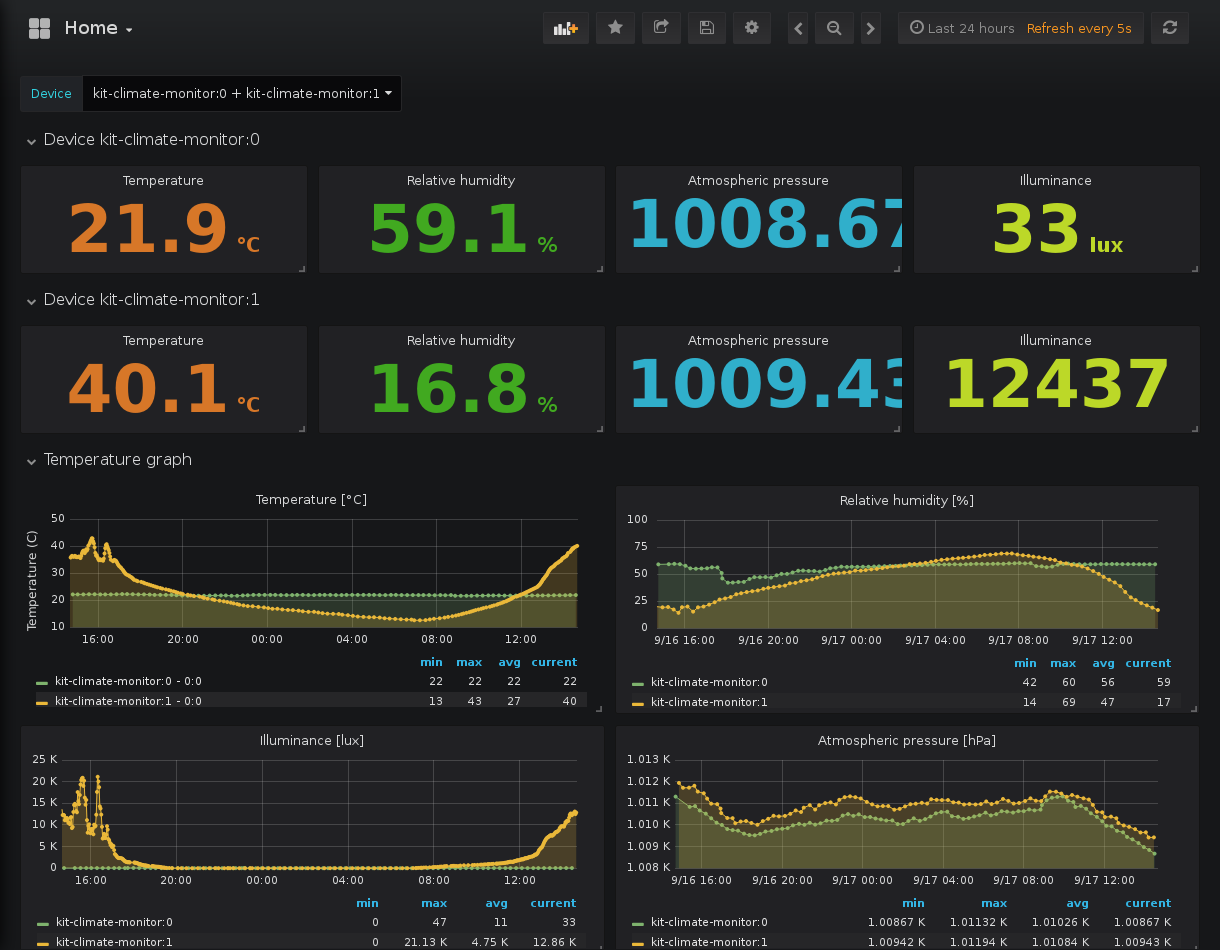 Home
Last 24 hours Refresh every 5s
Device kit-climate-monitor:0 + kit-climate-monitor:1
Device kit-climate-monitor:0
Temperature Relative humidity Atmospheric pressure Illuminance
21.9 °C 59.1 % 1008.67 33 lux
Device kit-climate-monitor:1
Temperature Relative humidity Atmospheric pressure Illuminance
40.1 °C 16.8 % 1009.43 12437
Temperature graph
Temperature [°C]
Temperature (C)
50
40
30
20
10
16:00 20:00 00:00 04:00 08:00 12:00
min max avg current
kit-climate-monitor:0 - 0:0 22 22 22 22
kit-climate-monitor:1 - 0:0 13 43 27 40
Relative humidity [%]
100
75
50
25
0
9/16 16:00 9/16 20:00 9/17 00:00 9/17 04:00 9/17 08:00 9/17 12:00
min max avg current
kit-climate-monitor:0 42 60 56 59
kit-climate-monitor:1 14 69 47 17
Illuminance [lux]
25 K
20 K
15 K
10 K
5 K
0
16:00 20:00 00:00 04:00 08:00 12:00
min max avg current
kit-climate-monitor:0 0 47 11 33
kit-climate-monitor:1 0 21.13 K 4.75 K 12.86 K
Atmospheric pressure [hPa]
1.013 K
1.012 K
1.011 K
1.010 K
1.009 K
1.008 K
9/16 16:00 9/16 20:00 9/17 00:00 9/17 04:00 9/17 08:00 9/17 12:00
min max avg current
kit-climate-monitor:0 1.00867 K 1.01132 K 1.01026 K 1.00867 K
kit-climate-monitor:1 1.00942 K 1.01194 K 1.01084 K 1.00943 K